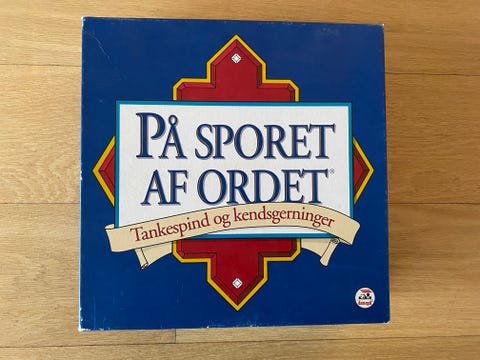 PÅ SPORET
AF ORDET®
Tankespind og kendsgerninger